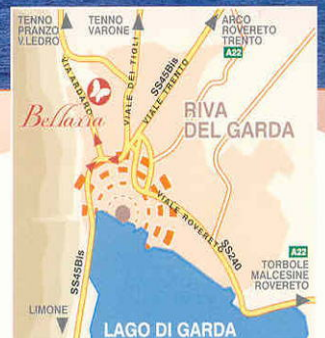 TENNO
PRANZO
V.LEDRO
TENNO
VARONE
ARCO
ROVERETO
TRENTO
A22
VIA ARDARO
VIALE DEI TIGLI
SS45Bis
VIALE TRENTO
Bellaria
RIVA
DEL GARDA
VIALE ROVERETO
SS240
A22
TORBOLE
MALCESINE
ROVERETO
SS45Bis
LIMONE
LAGO DI GARDA